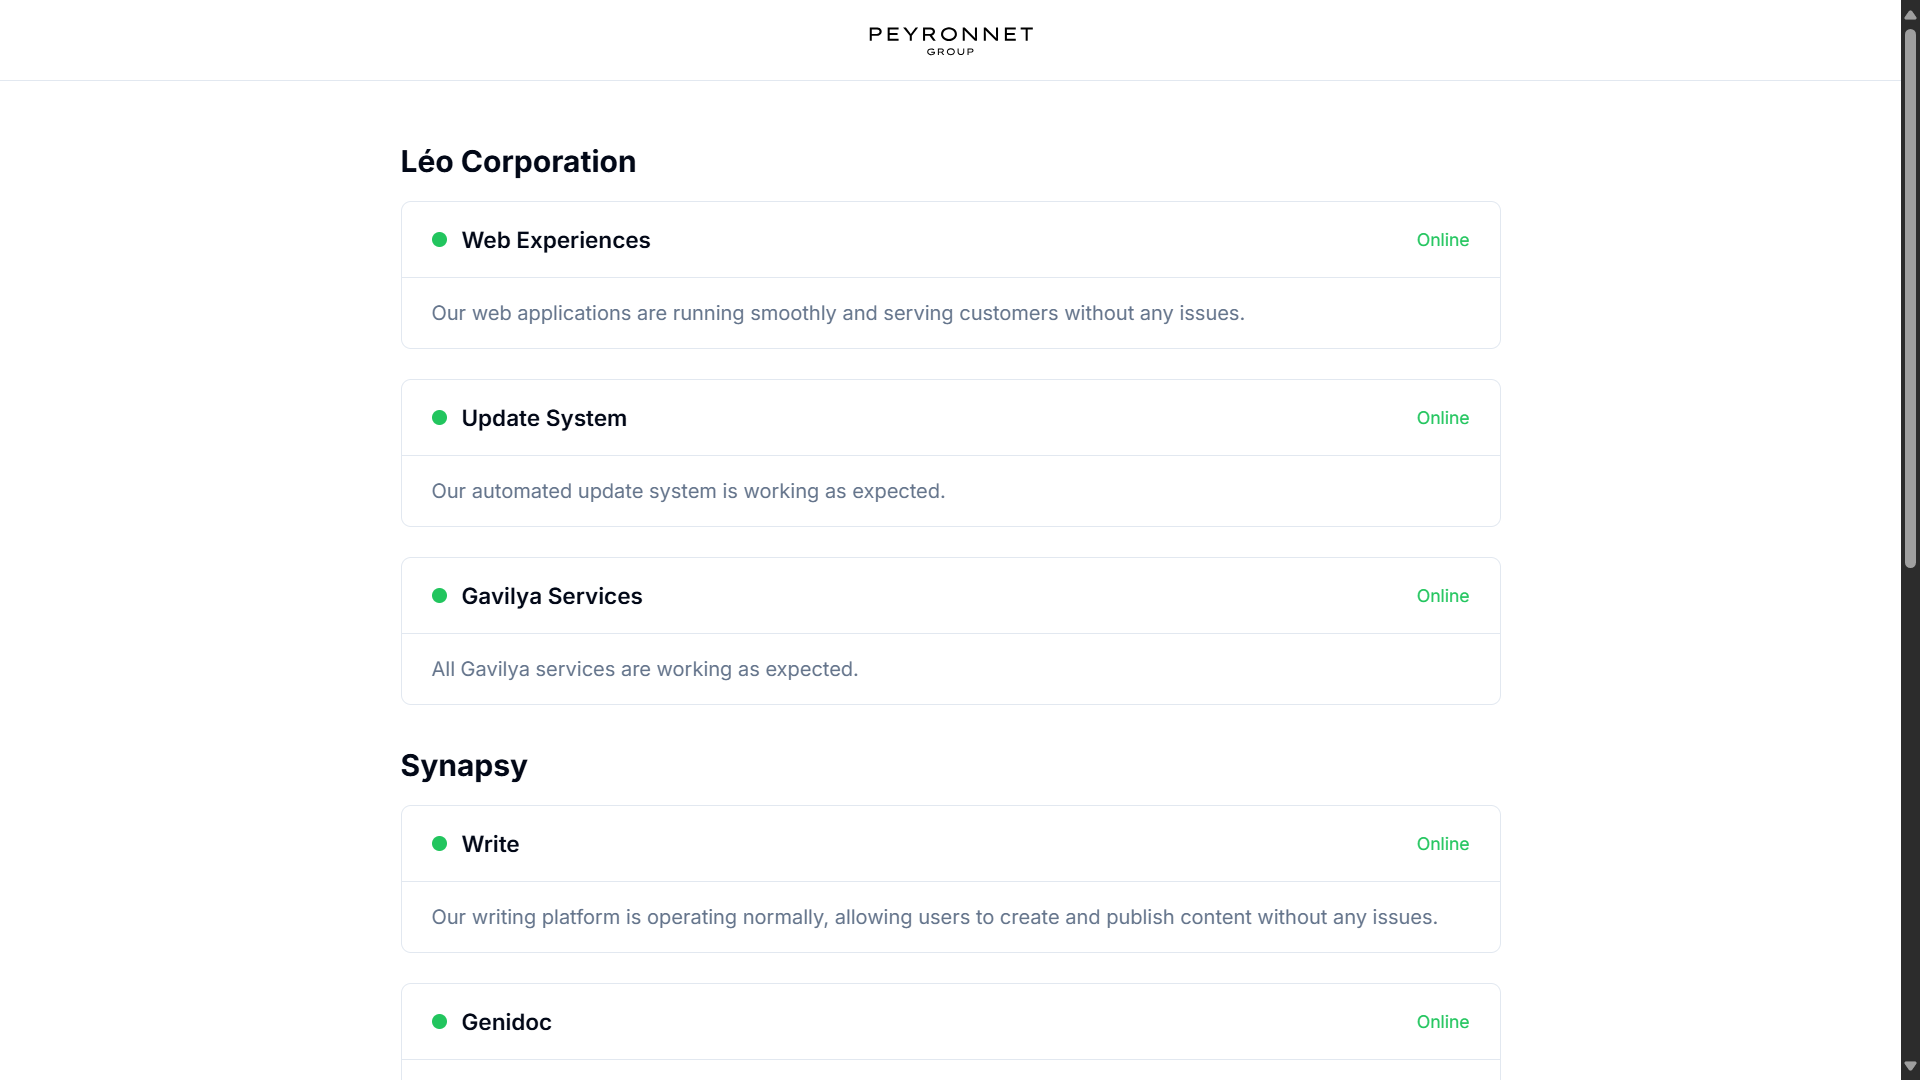 PEYRONNET
GROUP
Léo Corporation
Web Experiences
Online
Our web applications are running smoothly and serving customers without any issues.
Update System
Online
Our automated update system is working as expected.
Gavilya Services
Online
All Gavilya services are working as expected.
Synapsy
Write
Online
Our writing platform is operating normally, allowing users to create and publish content without any issues.
Genidoc
Online